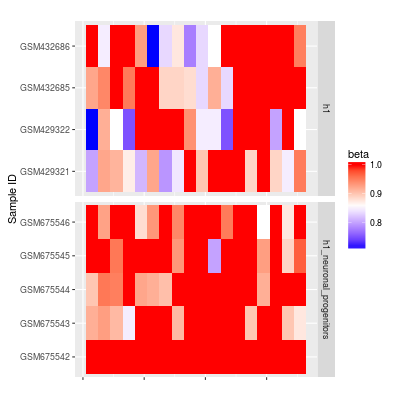 GSM432686
GSM432685
GSM429322
GSM429321
h1
GSM675546
GSM675545
GSM675544
GSM675543
GSM675542
h1_neuronal_progenitors
Sample ID
beta
1.0
0.9
0.8